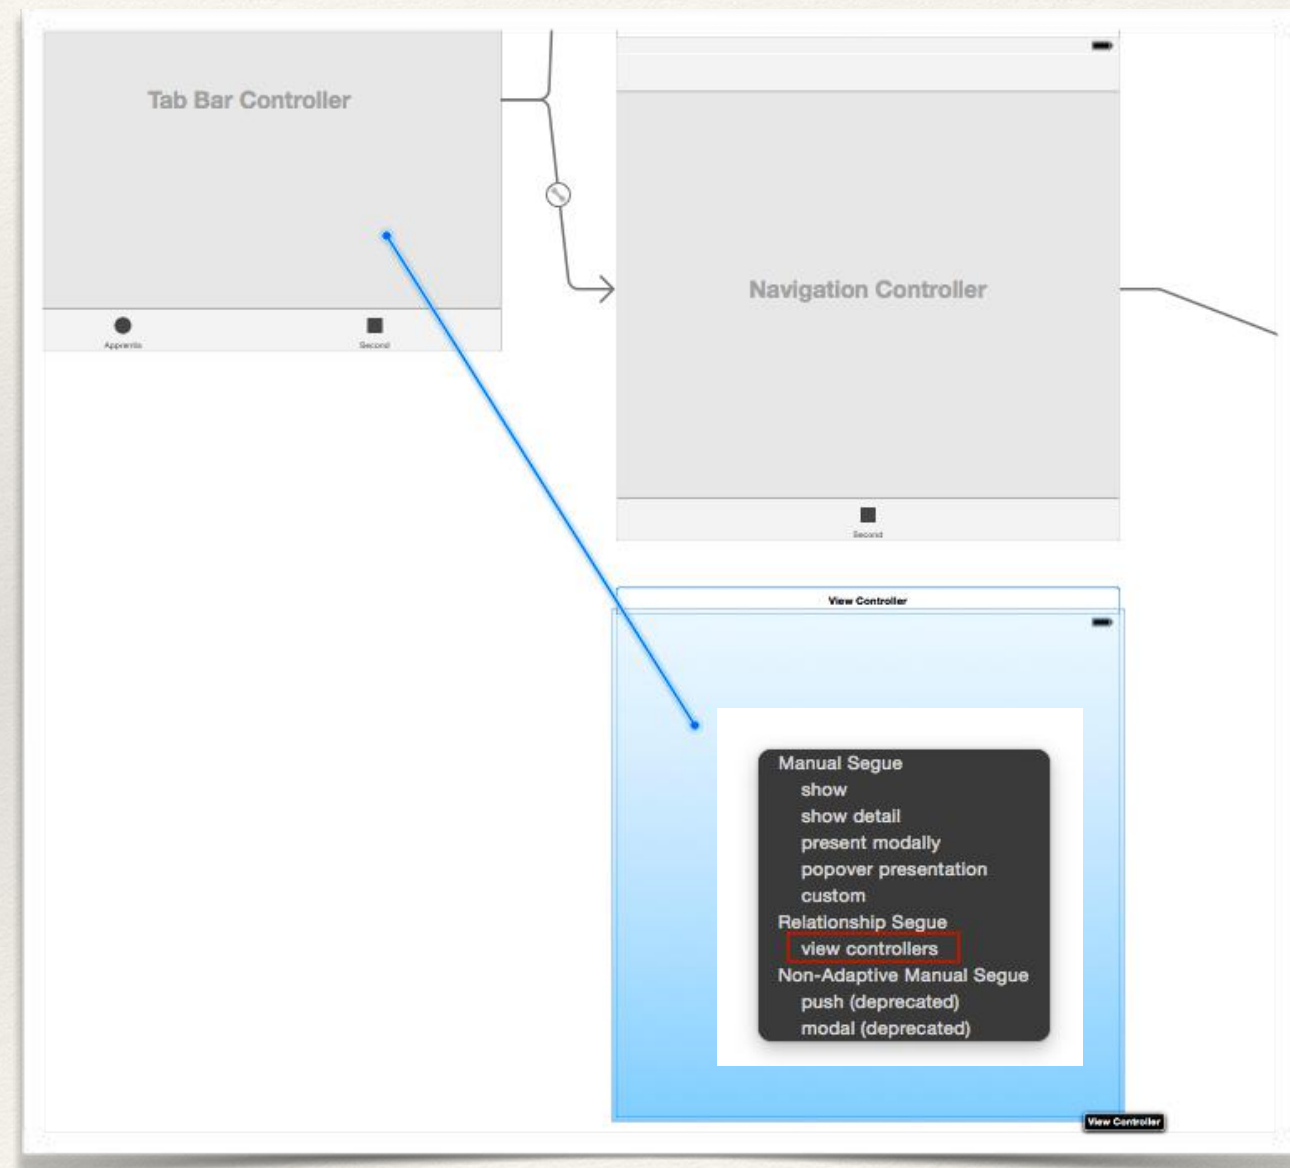 Tab Bar Controller
Second
Navigation Controller
Second
View Controller
Manual Segue
show
show detail
present modally
popover presentation
custom
Relationship Segue
view controllers
Non-Adaptive Manual Segue
push (deprecated)
modal (deprecated)
View Controller